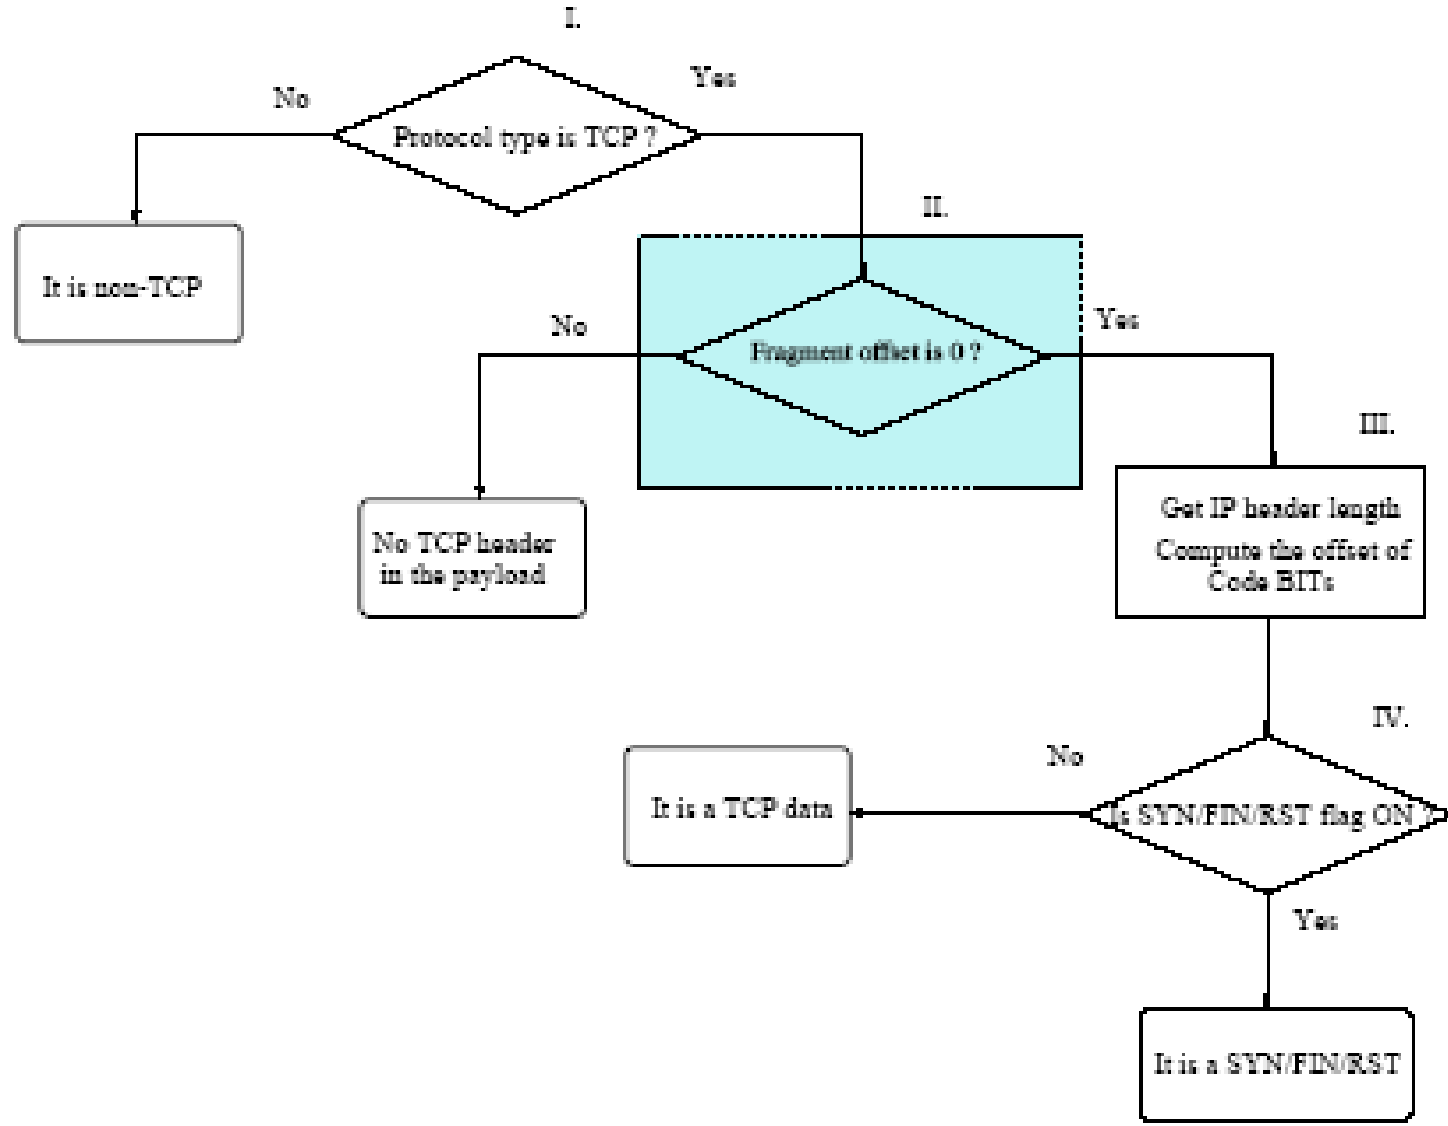 I.
No
Yes
Protocol type is TCP ?
It is non-TCP
II.
No
Yes
Fragment offset is 0 ?
III.
Get IP header length
Compute the offset of
Code BITs
No TCP header
in the payload
IV.
No
It is a TCP data
Is SYN/FIN/RST flag ON ?
Yes
It is a SYN/FIN/RST